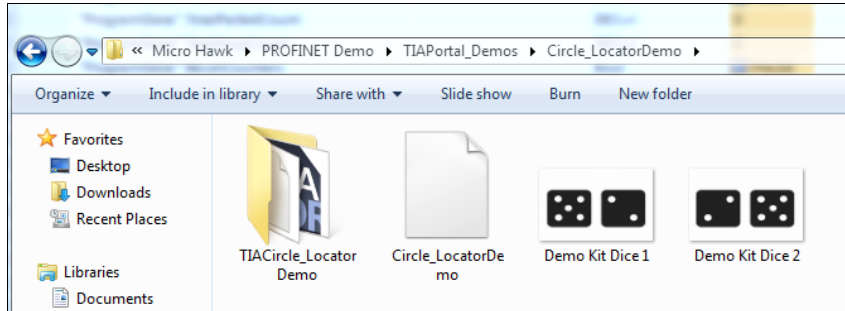 « Micro Hawk ▸ PROFINET Demo ▸ TIAPortal_Demos ▸ Circle_LocatorDemo ▸
Organize ▾ Include in library ▾ Share with ▾ Slide show Burn New folder
Favorites
Desktop
Downloads
Recent Places
Libraries
Documents
TIACircle_Locator
Demo
Circle_LocatorDe
mo
Demo Kit Dice 1
Demo Kit Dice 2